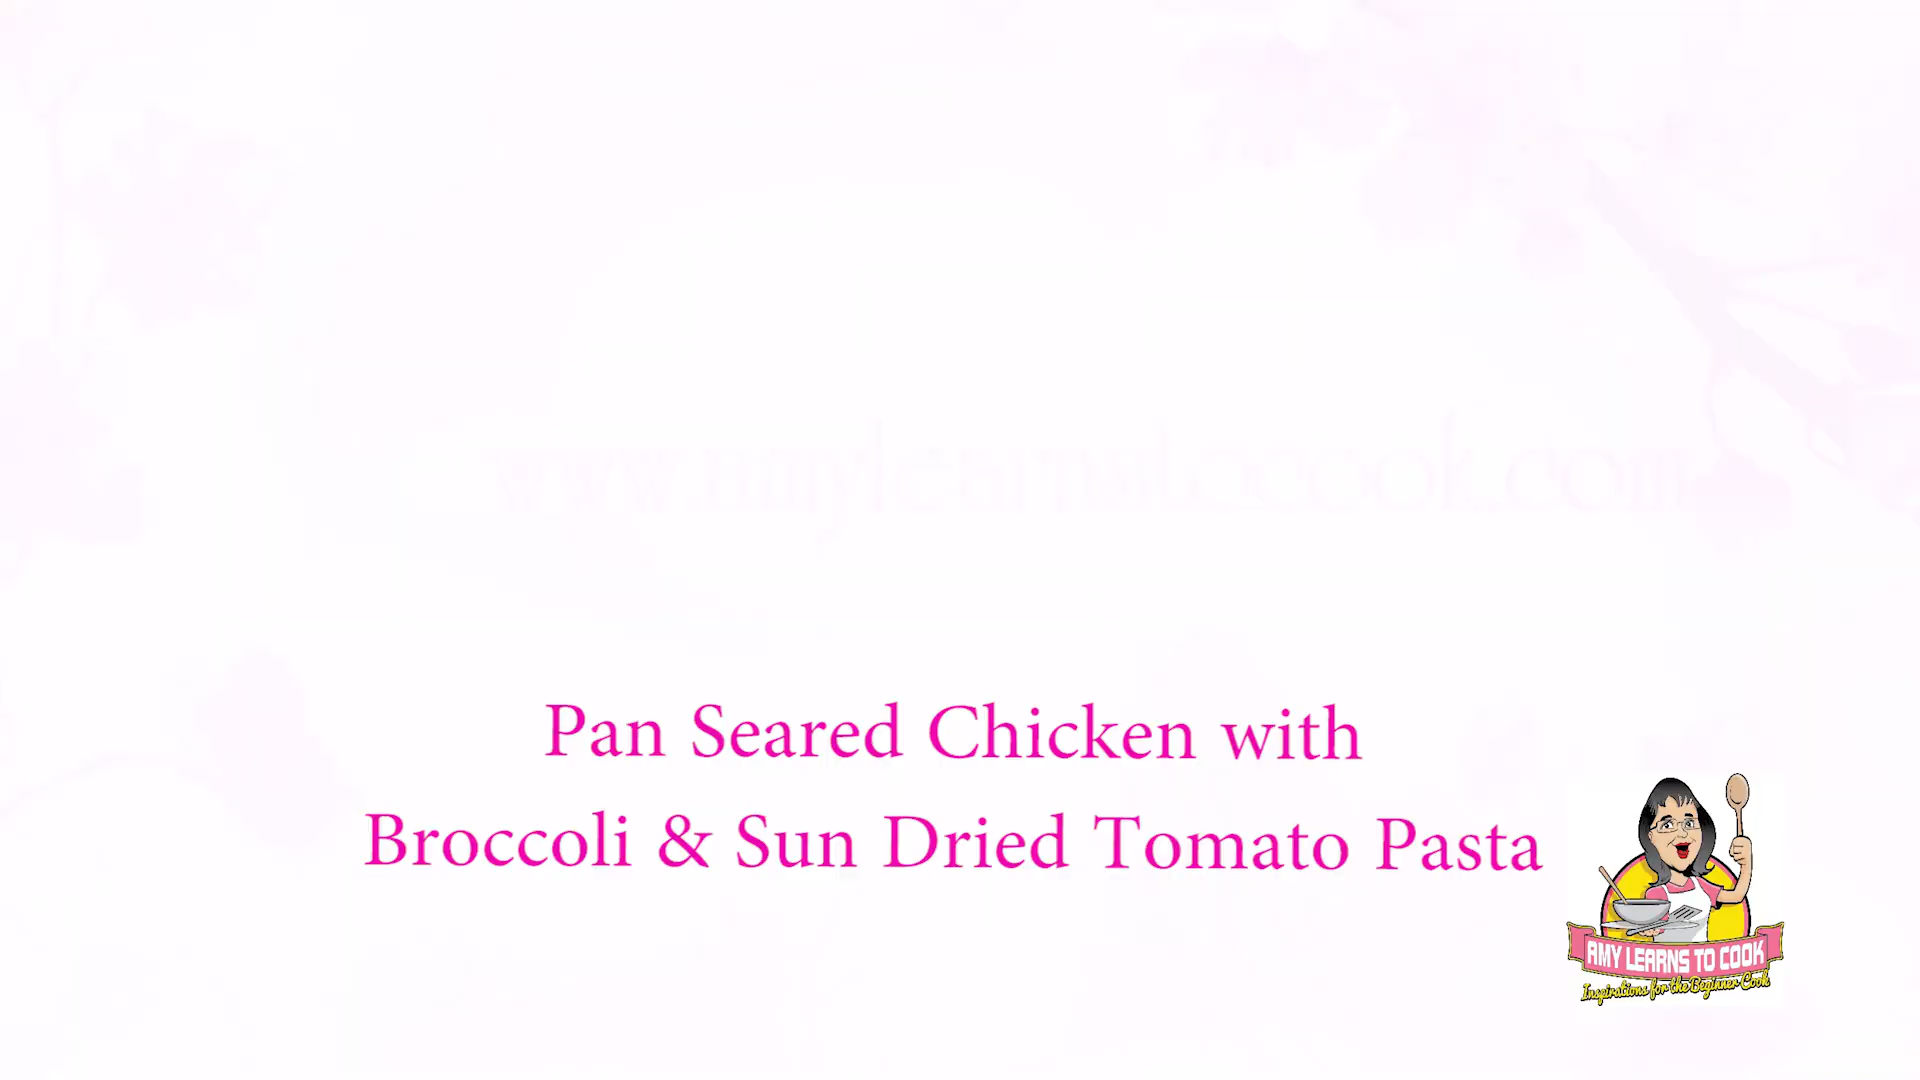 www.amylearnstocook.com
Pan Seared Chicken with
Broccoli & Sun Dried Tomato Pasta
AMY LEARNS TO COOK
Inspirations for the Beginner Cook